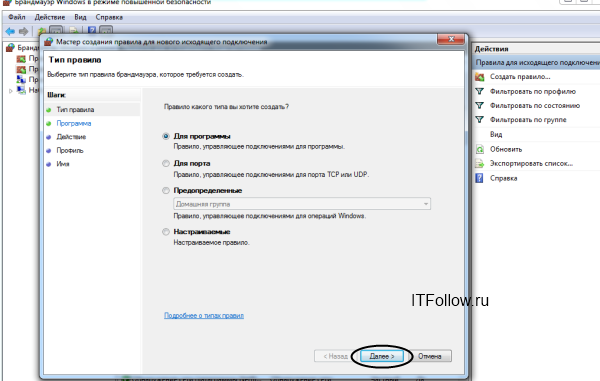 Брандмауэр Windows в режиме повышенной безопасности
Файл Действие Вид Справка
Мастер создания правила для нового исходящего подключения
Тип правила
Выберите тип правила брандмауэра, которое требуется создать.
Шаги:
Тип правила
Программа
Действие
Профиль
Имя
Правило какого типа вы хотите создать?
Для программы
Правило, управляющее подключениями для программы.
Для порта
Правило, управляющее подключениями для порта TCP или UDP.
Предопределенные
Домашняя группа
Правило, управляющее подключениями для операций Windows.
Настраиваемые
Настраиваемое правило.
Подробнее о типах правил
< Назад Далее > Отмена
Действия
Правила для исходящего подключени
Создать правило...
Фильтровать по профилю
Фильтровать по состоянию
Фильтровать по группе
Вид
Обновить
Экспортировать список...
Справка
ITFollow.ru